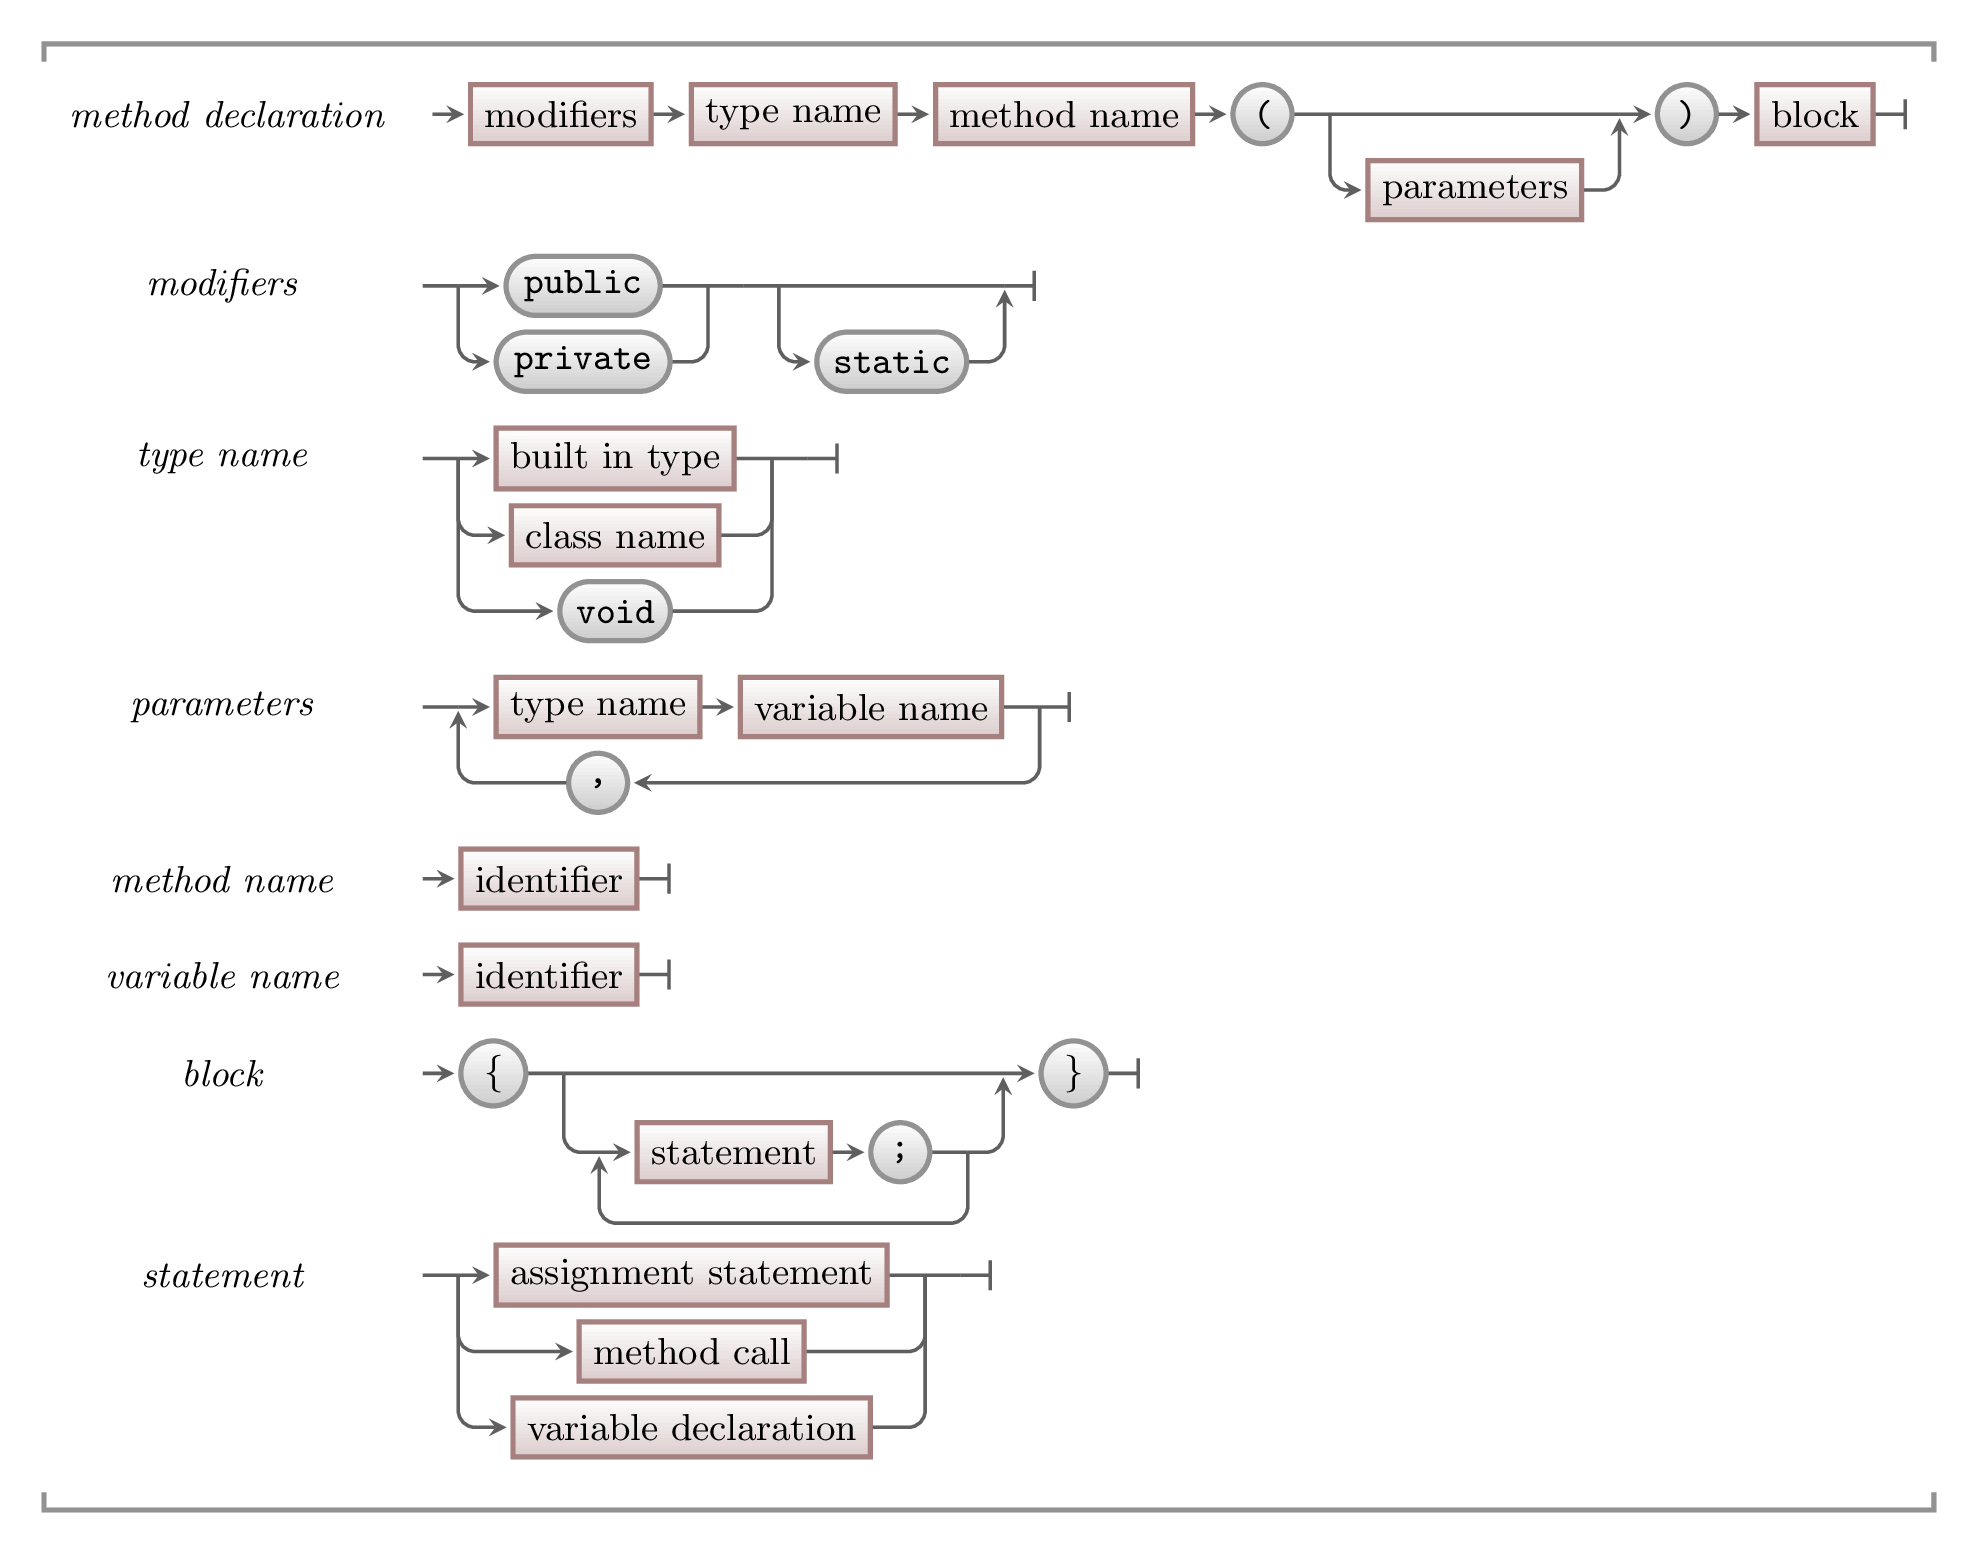 method declaration modifiers type name method name ( ) block
parameters
modifiers public
private static
type name built in type
class name
void
parameters type name variable name
,
method name identifier
variable name identifier
block { }
statement ;
statement assignment statement
method call
variable declaration